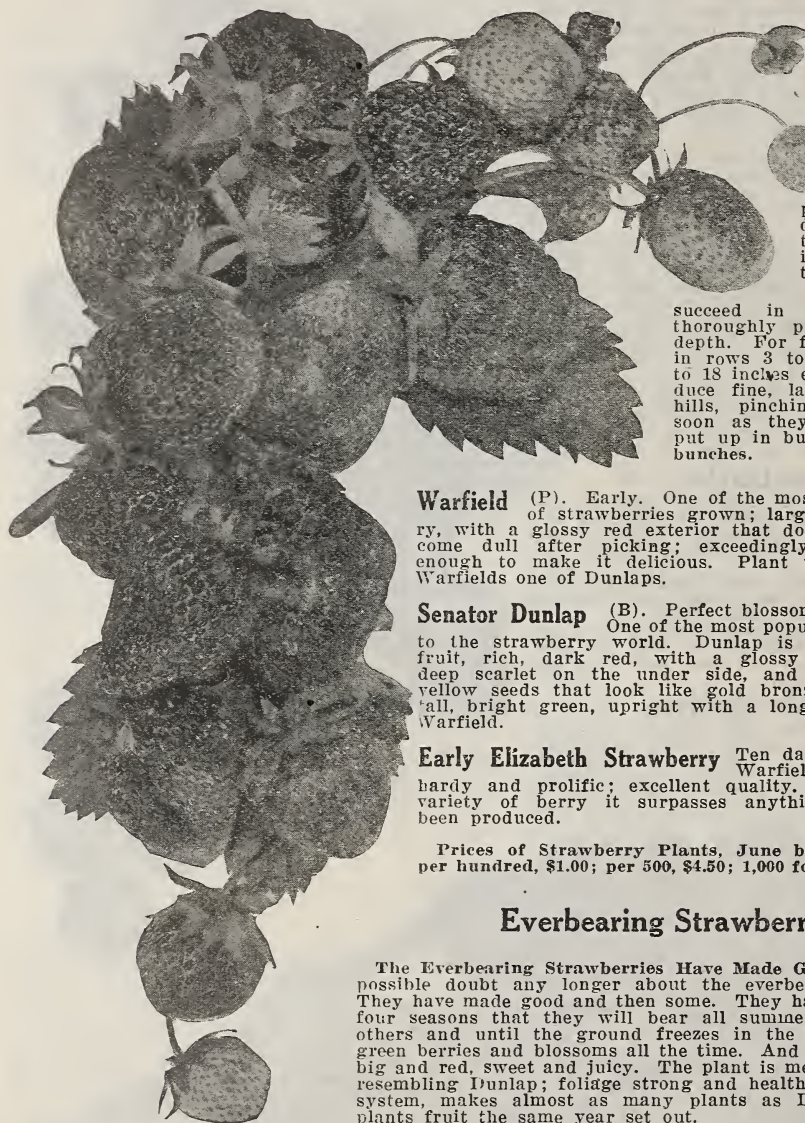 succeed in
thoroughly p
depth. For f
in rows 3 to
to 18 inches e
duce fine, la
hills, pinchin
soon as they
put up in bu
bunches.
Warfield (P). Early. One of the mos
of strawberries grown; larg
ry, with a glossy red exterior that do
come dull after picking; exceedingly
enough to make it delicious. Plant
Warfields one of Dunlaps.
Senator Dunlap (B). Perfect blossom
One of the most popu
to the strawberry world. Dunlap is
fruit, rich, dark red, with a glossy
deep scarlet on the under side, and
yellow seeds that look like gold bron
tall, bright green, upright with a long
Warfield.
Early Elizabeth Strawberry Ten da
Warfiel
hardy and prolific; excellent quality.
variety of berry it surpasses anythi
been produced.
Prices of Strawberry Plants, June b
per hundred, $1.00; per 500, $4.50; 1,000 fo
Everbearing Strawberr
The Everbearing Strawberries Have Made G
possible doubt any longer about the everbe
They have made good and then some. They ha
four seasons that they will bear all summe
others and until the ground freezes in the
green berries and blossoms all the time. And
big and red, sweet and juicy. The plant is me
resembling Dunlap; foliage strong and health
system, makes almost as many plants as D
plants fruit the same year set out.